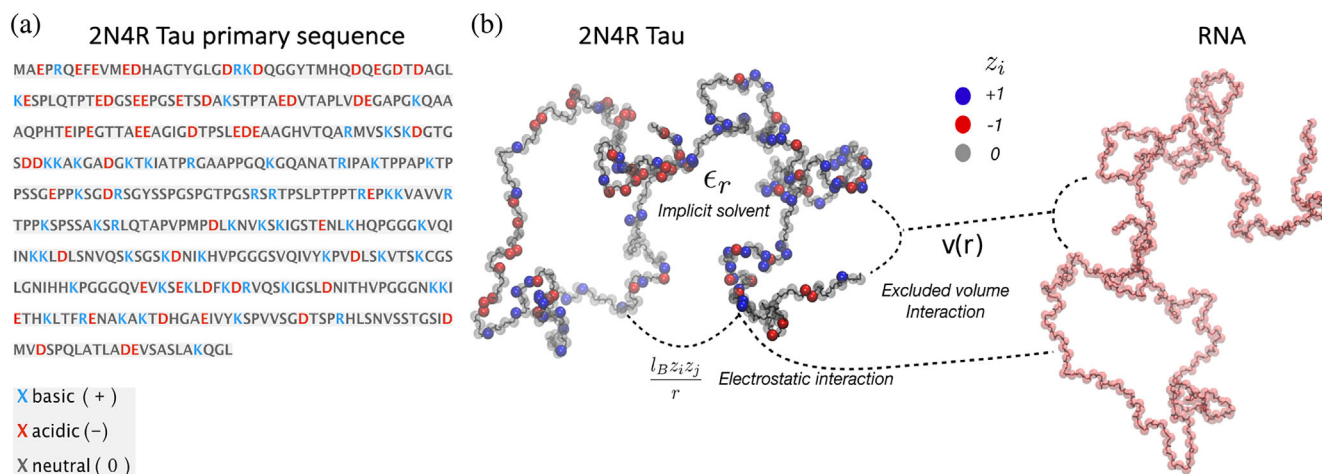 (a)
2N4R Tau primary sequence
MAEPRQEFEVMEDHAGTYGLGDRKDQGGYTMHQDQEGDTDAGL
KESPLQTPTEDGSEEPGSETSDAKSTPTAEDVTAPLVDEGAPGKQAA
AQPHTEIPEGTTAEEAGIGDTPSLEDEAAGHVTQARMVSKSKDGTG
SDDKKAKGADGKTKIATPRGAAPPGQKGQANATRIPAKTPPAPKTP
PSSGEPPKSGDRSGYSSPGSPGTPGSRSRTPSLPTPPTREPKKVAVVR
TPPKSPSSAKSRLQTAPVPMPDLKNVKSKIGSTENLKHQPGGGKVQI
INKKLDLSNVQSKSGSKDNIKHVPGGGSVQIVYKPVDLSKVTSKCGS
LGNIHHKPGGGQVEVKSEKLDFKDRVQSKIGSLDNITHVPGGGNKKI
ETHKLTFRENAKAKTDHGAEIVYKSPVVSGDTSPRHLSNVSSTGSID
MVDSPQLATLADEVSASLAKQGL
X basic ( + )
X acidic (−)
X neutral ( 0 )
(b)
2N4R Tau
RNA
z_i
+1
-1
0
ϵ_r
Implicit solvent
v(r)
Excluded volume
Interaction
l_B z_i z_j
r
Electrostatic interaction